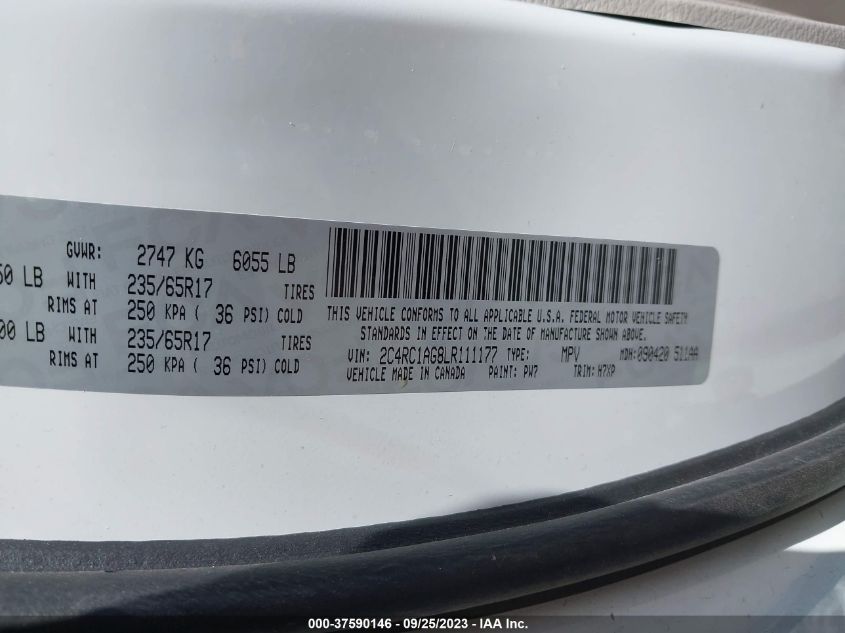 GVWR: 2747 KG 6055 LB
50 LB WITH 235/65R17 TIRES
RIMS AT 250 KPA ( 36 PSI) COLD
00 LB WITH 235/65R17 TIRES
RIMS AT 250 KPA ( 36 PSI) COLD
THIS VEHICLE CONFORMS TO ALL APPLICABLE U.S.A. FEDERAL MOTOR VEHICLE SAFETY
STANDARDS IN EFFECT ON THE DATE OF MANUFACTURE SHOWN ABOVE.
VIN: 2C4RC1AG8LR111177 TYPE: MPV MDH: 090420 511AA
VEHICLE MADE IN CANADA PAINT: PW7 TRIM: H7XP
000-37590146 - 09/25/2023 - IAA Inc.